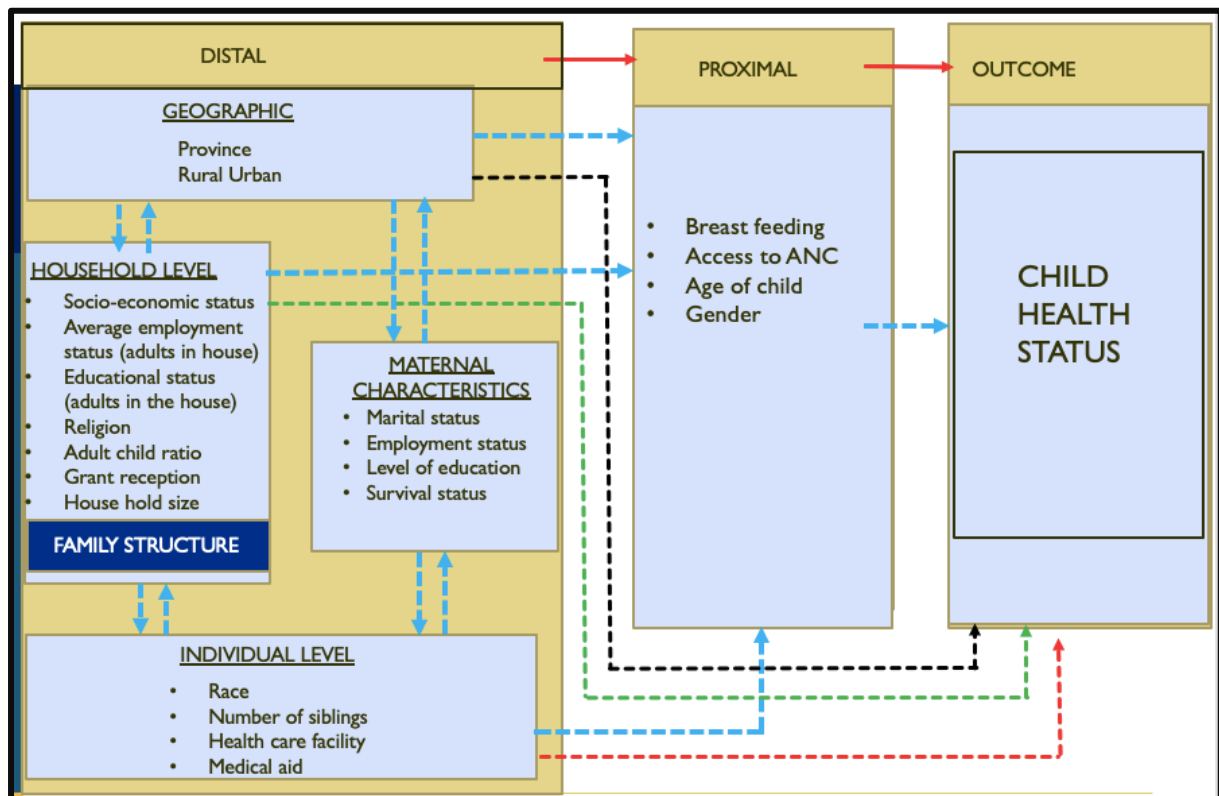 DISTAL
PROXIMAL
OUTCOME
GEOGRAPHIC
Province
Rural Urban
HOUSEHOLD LEVEL
• Socio-economic status
• Average employment
status (adults in house)
• Educational status
(adults in the house)
• Religion
• Adult child ratio
• Grant reception
• House hold size
FAMILY STRUCTURE
MATERNAL
CHARACTERISTICS
• Marital status
• Employment status
• Level of education
• Survival status
INDIVIDUAL LEVEL
• Race
• Number of siblings
• Health care facility
• Medical aid
• Breast feeding
• Access to ANC
• Age of child
• Gender
CHILD
HEALTH
STATUS